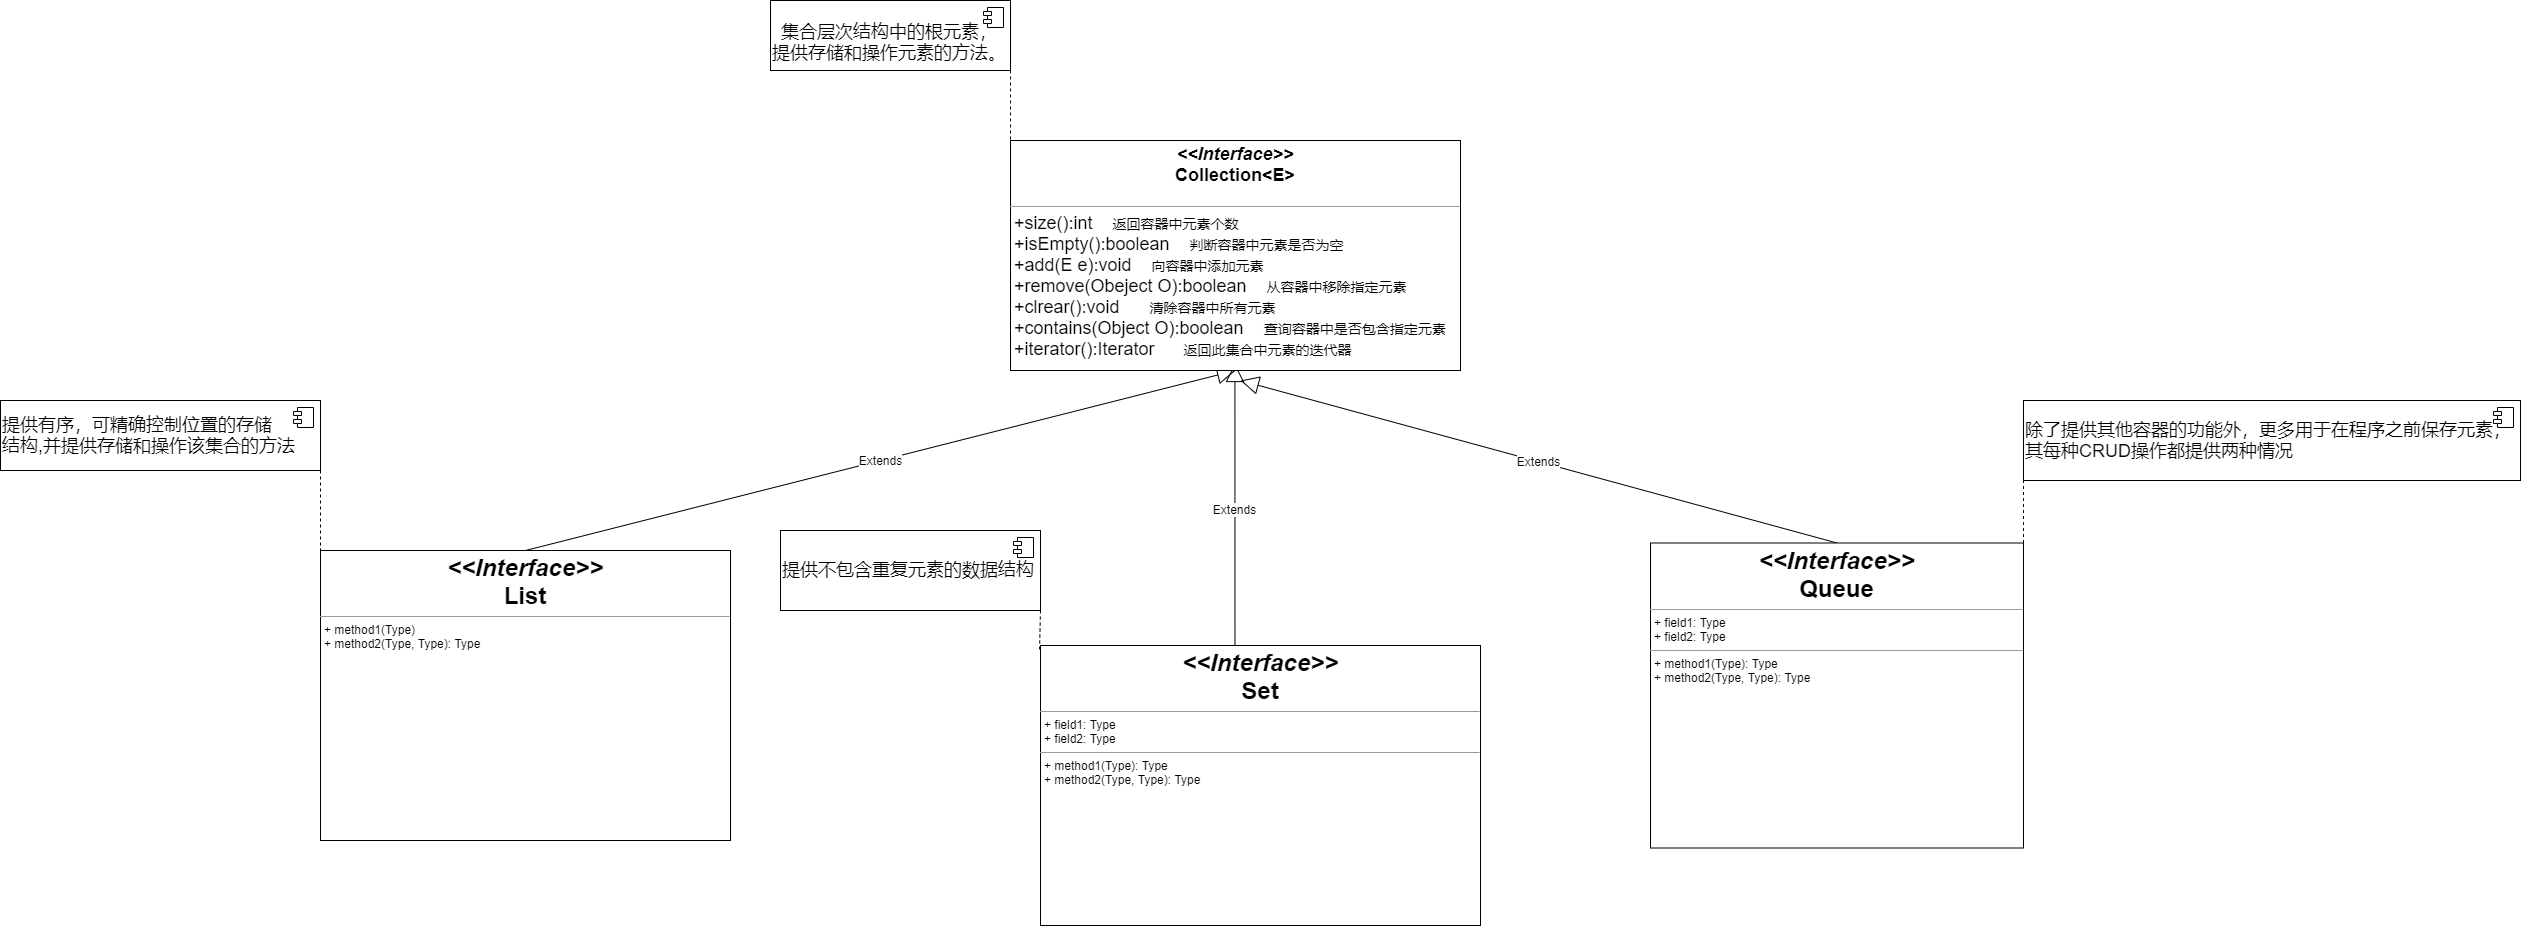 集合层次结构中的根元素，
提供存储和操作元素的方法。
<<Interface>>
Collection<E>
+size():int 返回容器中元素个数
+isEmpty():boolean 判断容器中元素是否为空
+add(E e):void 向容器中添加元素
+remove(Obeject O):boolean 从容器中移除指定元素
+clrear():void 清除容器中所有元素
+contains(Object O):boolean 查询容器中是否包含指定元素
+iterator():Iterator 返回此集合中元素的迭代器
提供有序，可精确控制位置的存储
结构,并提供存储和操作该集合的方法
除了提供其他容器的功能外，更多用于在程序之前保存元素，
其每种CRUD操作都提供两种情况
Extends
Extends
Extends
<<Interface>>
List
+ method1(Type)
+ method2(Type, Type): Type
提供不包含重复元素的数据结构
<<Interface>>
Set
+ field1: Type
+ field2: Type
+ method1(Type): Type
+ method2(Type, Type): Type
<<Interface>>
Queue
+ field1: Type
+ field2: Type
+ method1(Type): Type
+ method2(Type, Type): Type